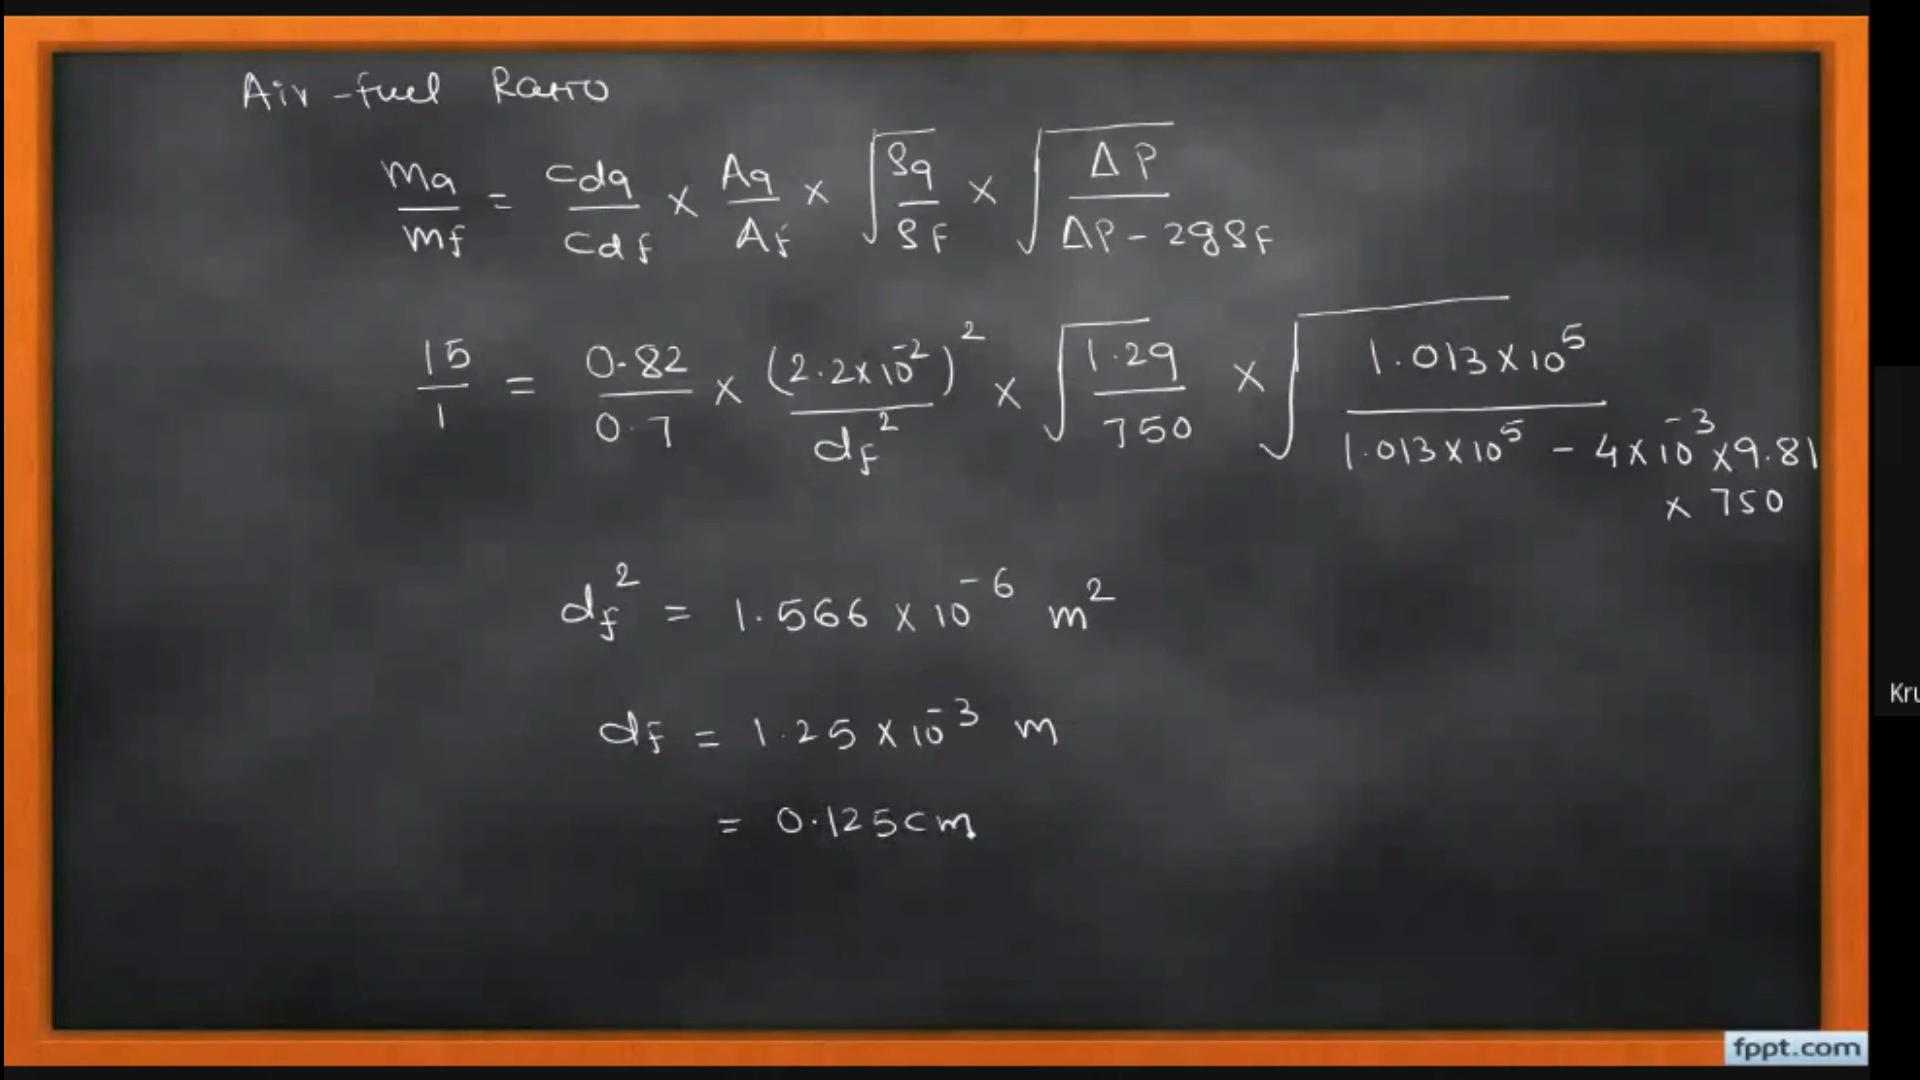 Air-fuel Ratio
ma/mf = Cda/Cdf × Aa/Af × √(ρa/ρf) × √(ΔP/(ΔP - zgρf))
15/1 = 0.82/0.7 × (2.2×10⁻²)²/df² × √(1.29/750) × √(1.013×10⁵/(1.013×10⁵ - 4×10⁻³×9.81
× 750))
df² = 1.566 × 10⁻⁶ m²
df = 1.25 × 10⁻³ m
= 0.125cm
Kru
fppt.com